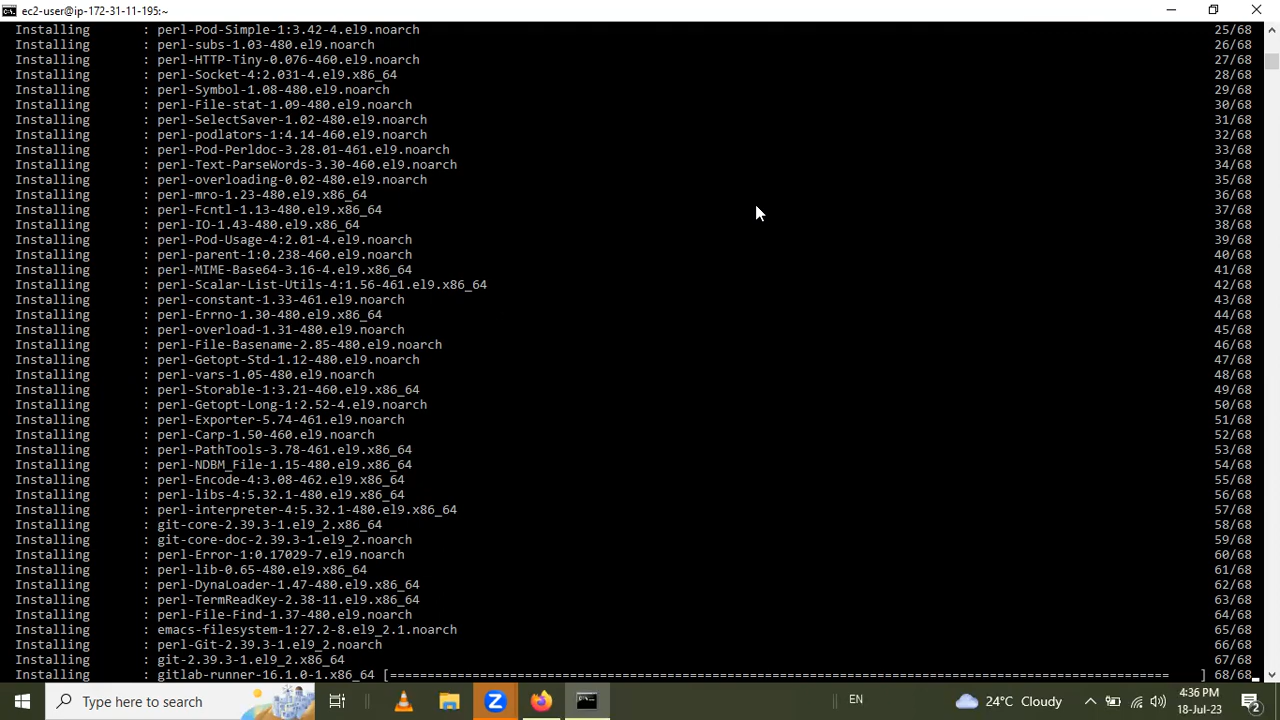 ec2-user@ip-172-31-11-195:~
Installing : perl-Pod-Simple-1:3.42-4.el9.noarch 25/68
Installing : perl-subs-1.03-480.el9.noarch 26/68
Installing : perl-HTTP-Tiny-0.076-460.el9.noarch 27/68
Installing : perl-Socket-4:2.031-4.el9.x86_64 28/68
Installing : perl-Symbol-1.08-480.el9.noarch 29/68
Installing : perl-File-stat-1.09-480.el9.noarch 30/68
Installing : perl-SelectSaver-1.02-480.el9.noarch 31/68
Installing : perl-podlators-1:4.14-460.el9.noarch 32/68
Installing : perl-Pod-Perldoc-3.28.01-461.el9.noarch 33/68
Installing : perl-Text-ParseWords-3.30-460.el9.noarch 34/68
Installing : perl-overloading-0.02-480.el9.noarch 35/68
Installing : perl-mro-1.23-480.el9.x86_64 36/68
Installing : perl-Fcntl-1.13-480.el9.x86_64 37/68
Installing : perl-IO-1.43-480.el9.x86_64 38/68
Installing : perl-Pod-Usage-4:2.01-4.el9.noarch 39/68
Installing : perl-parent-1:0.238-460.el9.noarch 40/68
Installing : perl-MIME-Base64-3.16-4.el9.x86_64 41/68
Installing : perl-Scalar-List-Utils-4:1.56-461.el9.x86_64 42/68
Installing : perl-constant-1.33-461.el9.noarch 43/68
Installing : perl-Errno-1.30-480.el9.x86_64 44/68
Installing : perl-overload-1.31-480.el9.noarch 45/68
Installing : perl-File-Basename-2.85-480.el9.noarch 46/68
Installing : perl-Getopt-Std-1.12-480.el9.noarch 47/68
Installing : perl-vars-1.05-480.el9.noarch 48/68
Installing : perl-Storable-1:3.21-460.el9.x86_64 49/68
Installing : perl-Getopt-Long-1:2.52-4.el9.noarch 50/68
Installing : perl-Exporter-5.74-461.el9.noarch 51/68
Installing : perl-Carp-1.50-460.el9.noarch 52/68
Installing : perl-PathTools-3.78-461.el9.x86_64 53/68
Installing : perl-NDBM_File-1.15-480.el9.x86_64 54/68
Installing : perl-Encode-4:3.08-462.el9.x86_64 55/68
Installing : perl-libs-4:5.32.1-480.el9.x86_64 56/68
Installing : perl-interpreter-4:5.32.1-480.el9.x86_64 57/68
Installing : git-core-2.39.3-1.el9_2.x86_64 58/68
Installing : git-core-doc-2.39.3-1.el9_2.noarch 59/68
Installing : perl-Error-1:0.17029-7.el9.noarch 60/68
Installing : perl-lib-0.65-480.el9.x86_64 61/68
Installing : perl-DynaLoader-1.47-480.el9.x86_64 62/68
Installing : perl-TermReadKey-2.38-11.el9.x86_64 63/68
Installing : perl-File-Find-1.37-480.el9.noarch 64/68
Installing : emacs-filesystem-1:27.2-8.el9_2.1.noarch 65/68
Installing : perl-Git-2.39.3-1.el9_2.noarch 66/68
Installing : git-2.39.3-1.el9_2.x86_64 67/68
Installing : gitlab-runner-16.1.0-1.x86_64 [======================================================================================================== ] 68/68
Type here to search
Z
EN
24°C Cloudy
4:36 PM
18-Jul-23
2